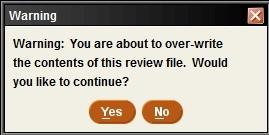 Warning
Warning: You are about to over-write
the contents of this review file. Would
you like to continue?
Yes No